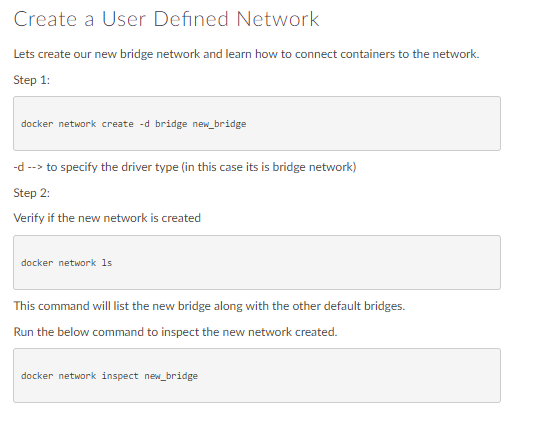 Create a User Defined Network
Lets create our new bridge network and learn how to connect containers to the network.
Step 1:
docker network create -d bridge new_bridge
-d --> to specify the driver type (in this case its is bridge network)
Step 2:
Verify if the new network is created
docker network ls
This command will list the new bridge along with the other default bridges.
Run the below command to inspect the new network created.
docker network inspect new_bridge